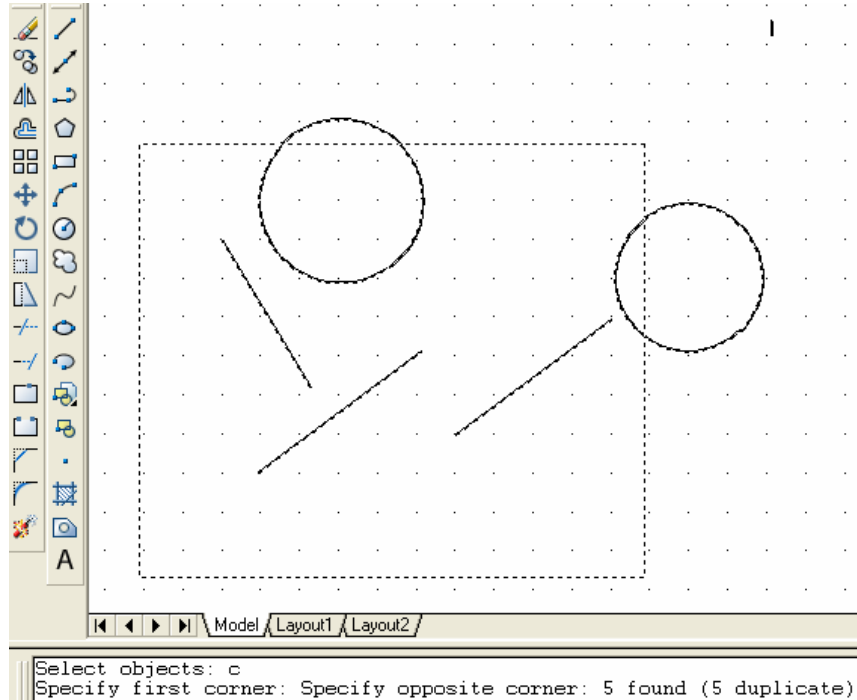 A
Model Layout1 Layout2
Select objects: c
Specify first corner: Specify opposite corner: 5 found (5 duplicate)